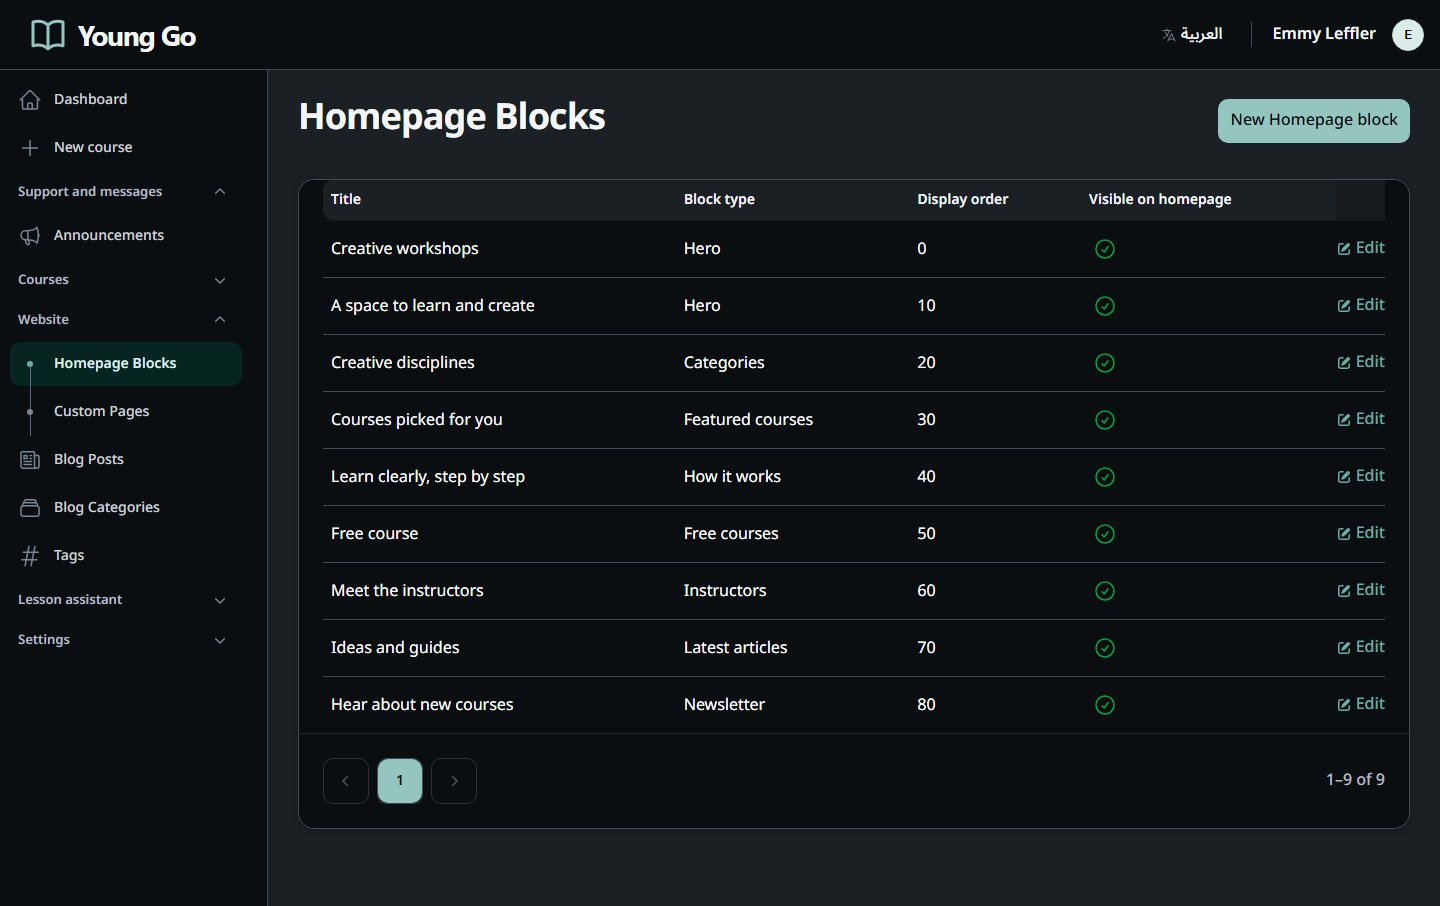 Young Go
العربية
Emmy Leffler
E
Dashboard
New course
Support and messages
Announcements
Courses
Website
Homepage Blocks
Custom Pages
Blog Posts
Blog Categories
Tags
Lesson assistant
Settings
Homepage Blocks
New Homepage block
Title Block type Display order Visible on homepage
Creative workshops Hero 0 Edit
A space to learn and create Hero 10 Edit
Creative disciplines Categories 20 Edit
Courses picked for you Featured courses 30 Edit
Learn clearly, step by step How it works 40 Edit
Free course Free courses 50 Edit
Meet the instructors Instructors 60 Edit
Ideas and guides Latest articles 70 Edit
Hear about new courses Newsletter 80 Edit
1 1–9 of 9